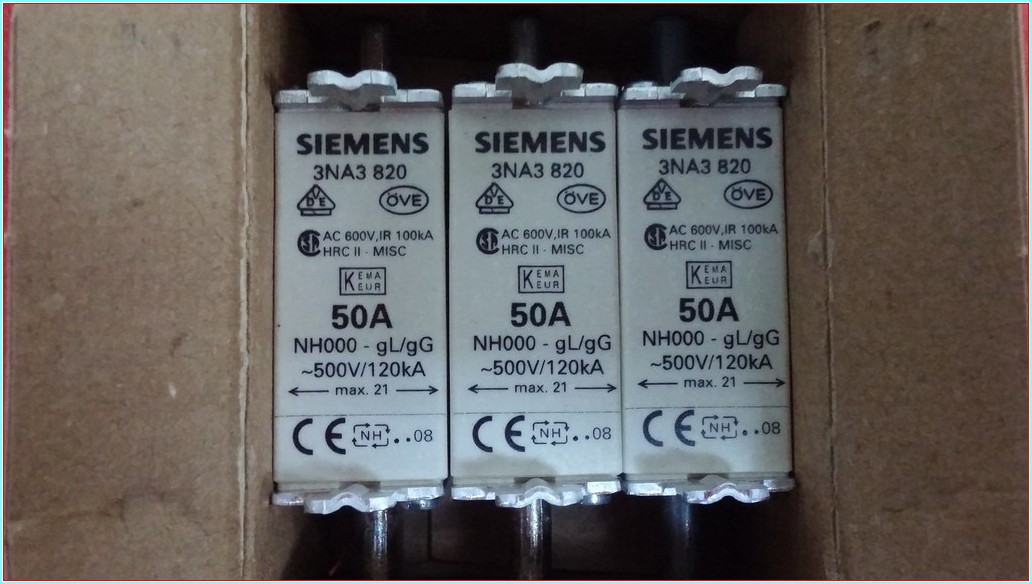 SIEMENS
3NA3 820
VDE
ÖVE
AC 600V,IR 100kA
HRC II - MISC
KEMA
EUR
50A
NH000 - gL/gG
~500V/120kA
max. 21
CE NH ..08
SIEMENS
3NA3 820
VDE
ÖVE
AC 600V,IR 100kA
HRC II - MISC
KEMA
EUR
50A
NH000 - gL/gG
~500V/120kA
max. 21
CE NH ..08
SIEMENS
3NA3 820
VDE
ÖVE
AC 600V,IR 100kA
HRC II - MISC
KEMA
EUR
50A
NH000 - gL/gG
~500V/120kA
max. 21
CE NH ..08